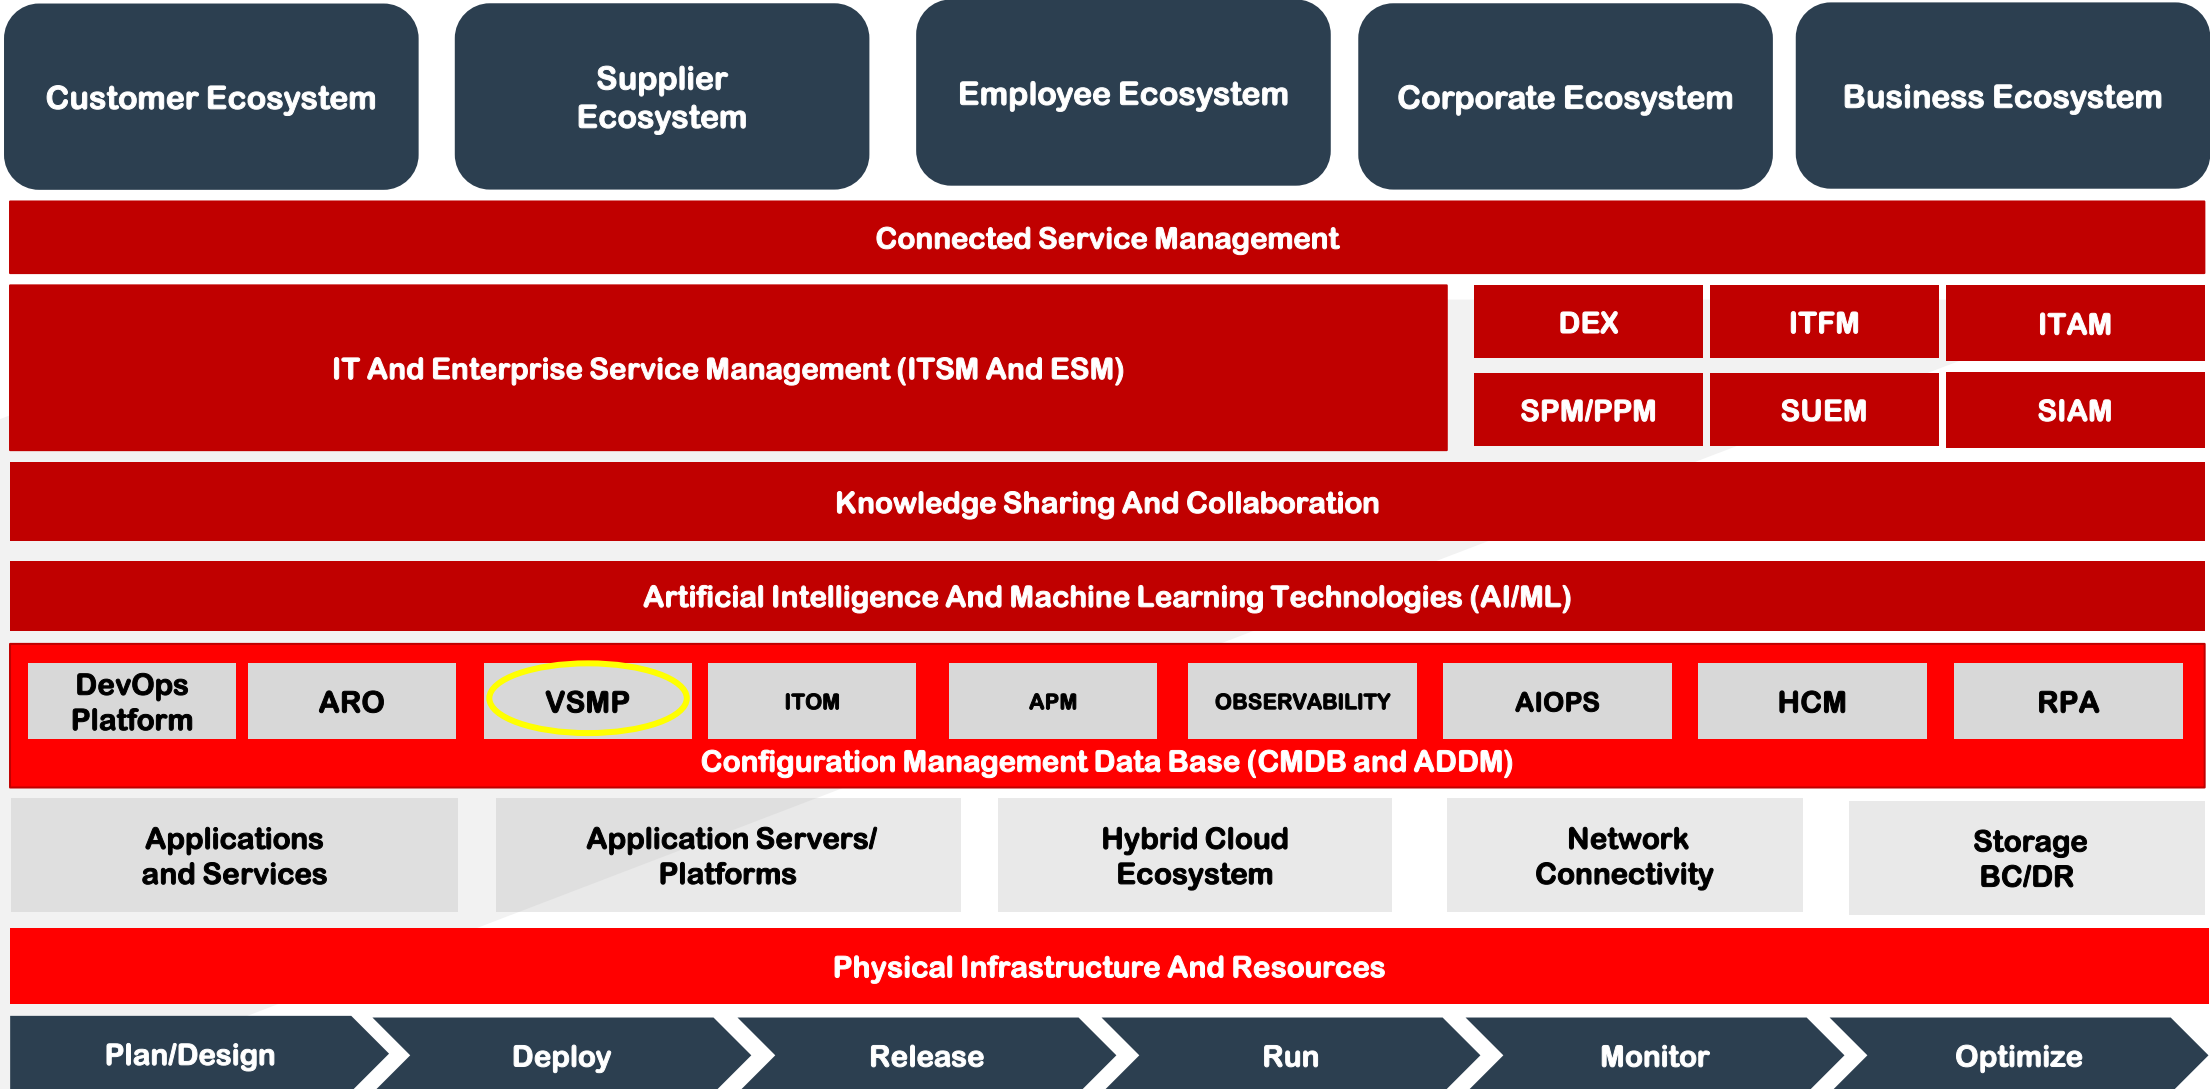 Customer Ecosystem
Supplier
Ecosystem
Employee Ecosystem
Corporate Ecosystem
Business Ecosystem
Connected Service Management
IT And Enterprise Service Management (ITSM And ESM)
DEX
ITFM
ITAM
SPM/PPM
SUEM
SIAM
Knowledge Sharing And Collaboration
Artificial Intelligence And Machine Learning Technologies (AI/ML)
DevOps
Platform
ARO
VSMP
ITOM
APM
OBSERVABILITY
AIOPS
HCM
RPA
Configuration Management Data Base (CMDB and ADDM)
Applications
and Services
Application Servers/
Platforms
Hybrid Cloud
Ecosystem
Network
Connectivity
Storage
BC/DR
Physical Infrastructure And Resources
Plan/Design
Deploy
Release
Run
Monitor
Optimize